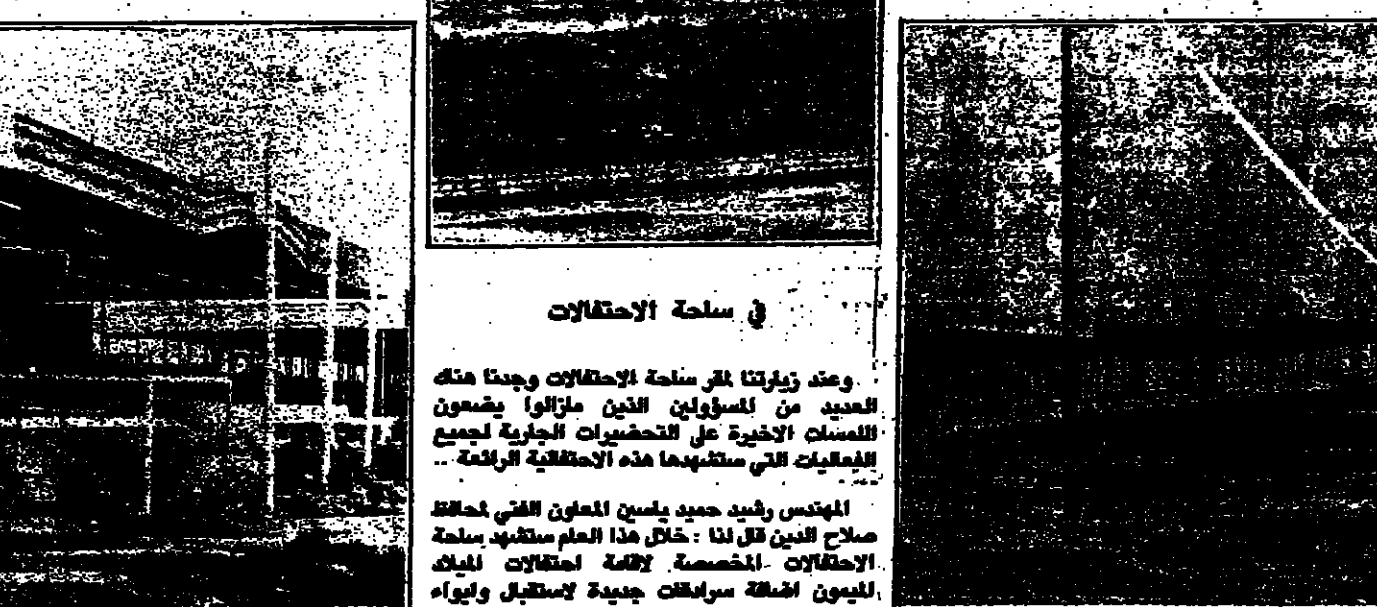 في ساحة الاحتفالات
وعند زيارتنا لمقر ساحة الاحتفالات وجدنا هناك
العديد من المسؤولين الذين مازالوا يضعون
اللمسات الاخيرة على التحضيرات الجارية لجميع
الفعاليات التي ستشهدها هذه الاحتفالية الرائعة ..
المهندس رشيد حميد ياسين المعاون الفني لمحافظ
صلاح الدين قال لنا : خلال هذا العام ستشهد ساحة
الاحتفالات المخصصة لاقامة احتفالات الميلاد
الميمون اضافة سرادقات جديدة لاستقبال وايواء